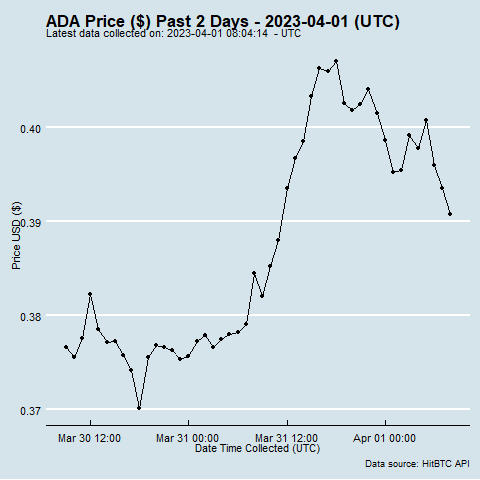 ADA Price ($) Past 2 Days - 2023-04-01 (UTC)
Latest data collected on: 2023-04-01 08:04:14  - UTC
Price USD ($)
0.40
0.39
0.38
0.37
Mar 30 12:00 Mar 31 00:00 Mar 31 12:00 Apr 01 00:00
Date Time Collected (UTC)
Data source: HitBTC API